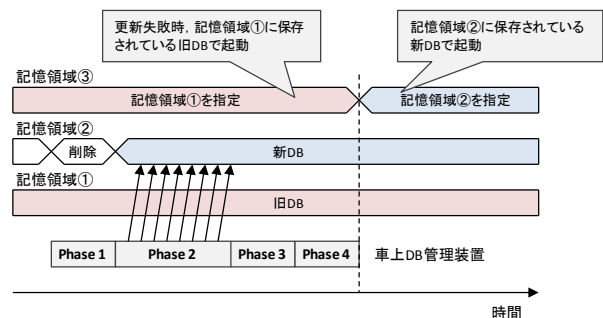 更新失敗時，記憶領域①に保存
されている旧DBで起動
記憶領域②に保存されている
新DBで起動
記憶領域③
記憶領域①を指定
記憶領域②を指定
記憶領域②
削除
新DB
記憶領域①
旧DB
Phase 1
Phase 2
Phase 3
Phase 4
車上DB管理装置
時間